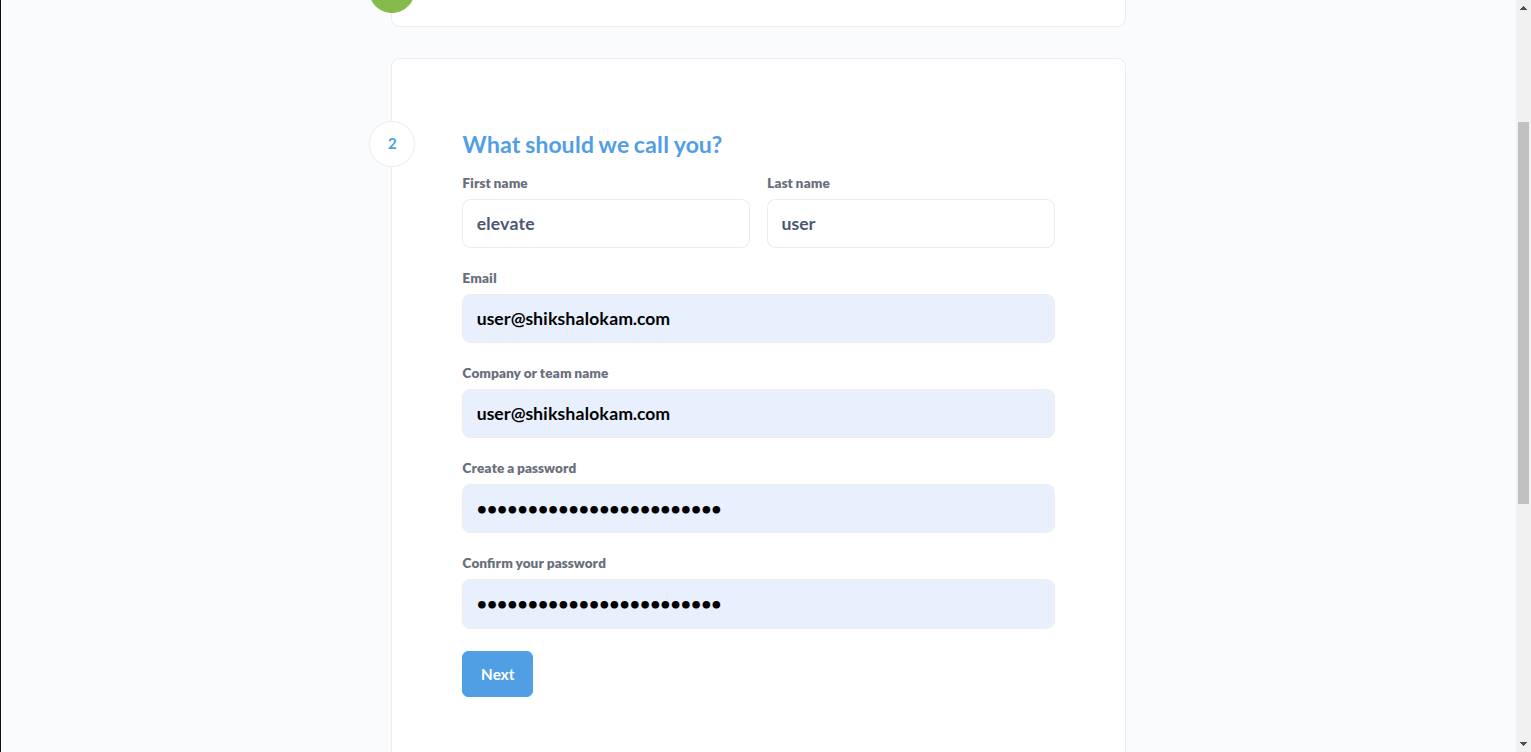 2
What should we call you?
First name Last name
elevate user
Email
user@shikshalokam.com
Company or team name
user@shikshalokam.com
Create a password
••••••••••••••••••••••••
Confirm your password
••••••••••••••••••••••••
Next